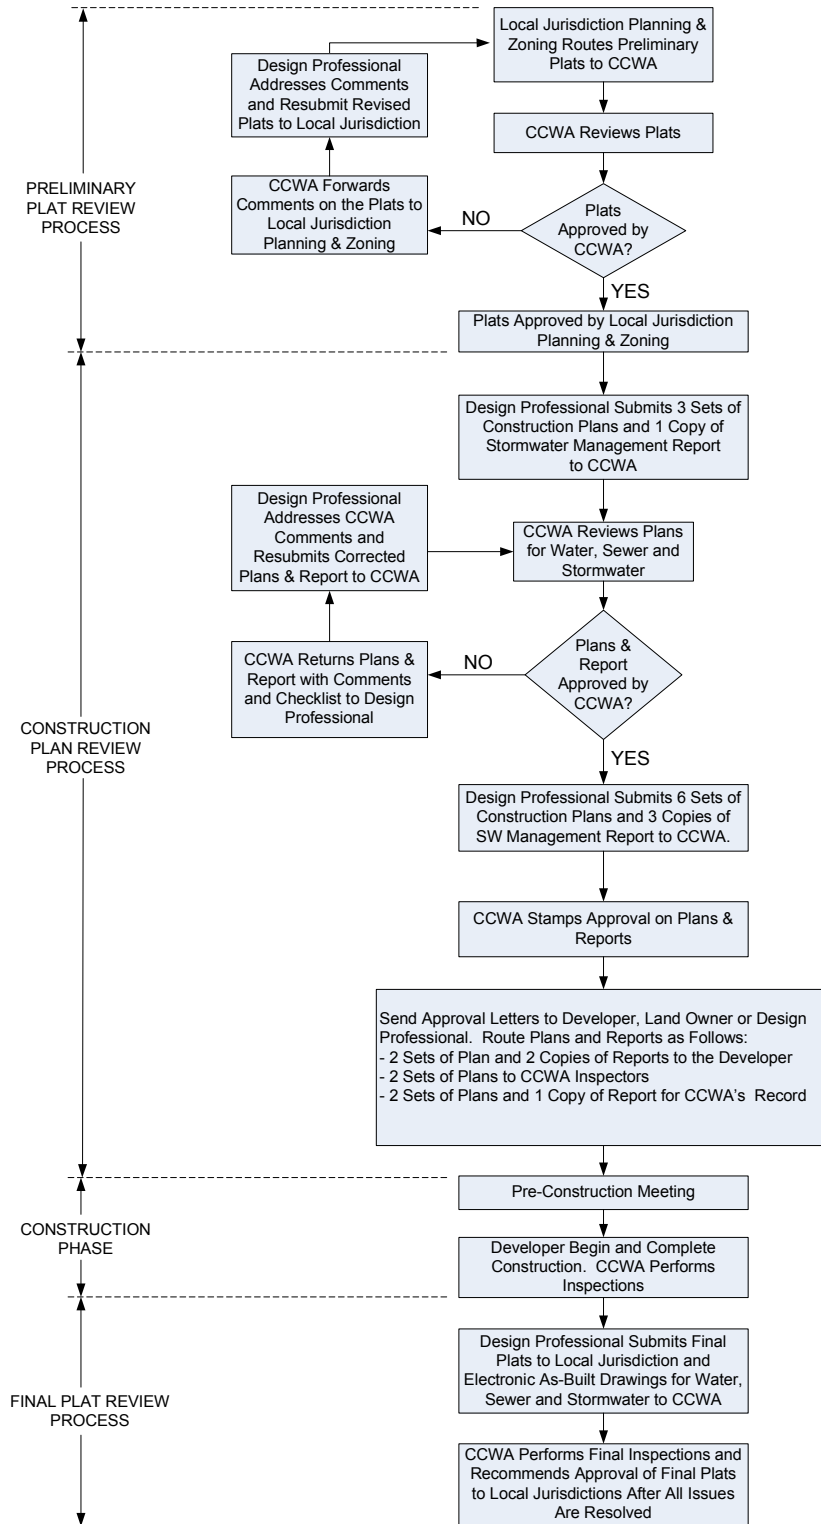 Local Jurisdiction Planning &
Zoning Routes Preliminary
Plats to CCWA
Design Professional
Addresses Comments
and Resubmit Revised
Plats to Local Jurisdiction
CCWA Reviews Plats
PRELIMINARY
PLAT REVIEW
PROCESS
CCWA Forwards
Comments on the Plats to
Local Jurisdiction
Planning & Zoning
NO
Plats
Approved by
CCWA?
YES
Plats Approved by Local Jurisdiction
Planning & Zoning
Design Professional Submits 3 Sets of
Construction Plans and 1 Copy of
Stormwater Management Report
to CCWA
Design Professional
Addresses CCWA
Comments and
Resubmits Corrected
Plans & Report to CCWA
CCWA Reviews Plans
for Water, Sewer and
Stormwater
CCWA Returns Plans &
Report with Comments
and Checklist to Design
Professional
NO
Plans &
Report
Approved by
CCWA?
CONSTRUCTION
PLAN REVIEW
PROCESS
YES
Design Professional Submits 6 Sets of
Construction Plans and 3 Copies of
SW Management Report to CCWA.
CCWA Stamps Approval on Plans &
Reports
Send Approval Letters to Developer, Land Owner or Design
Professional. Route Plans and Reports as Follows:
- 2 Sets of Plan and 2 Copies of Reports to the Developer
- 2 Sets of Plans to CCWA Inspectors
- 2 Sets of Plans and 1 Copy of Report for CCWA's Record
Pre-Construction Meeting
CONSTRUCTION
PHASE
Developer Begin and Complete
Construction. CCWA Performs
Inspections
Design Professional Submits Final
Plats to Local Jurisdiction and
Electronic As-Built Drawings for Water,
Sewer and Stormwater to CCWA
FINAL PLAT REVIEW
PROCESS
CCWA Performs Final Inspections and
Recommends Approval of Final Plats
to Local Jurisdictions After All Issues
Are Resolved